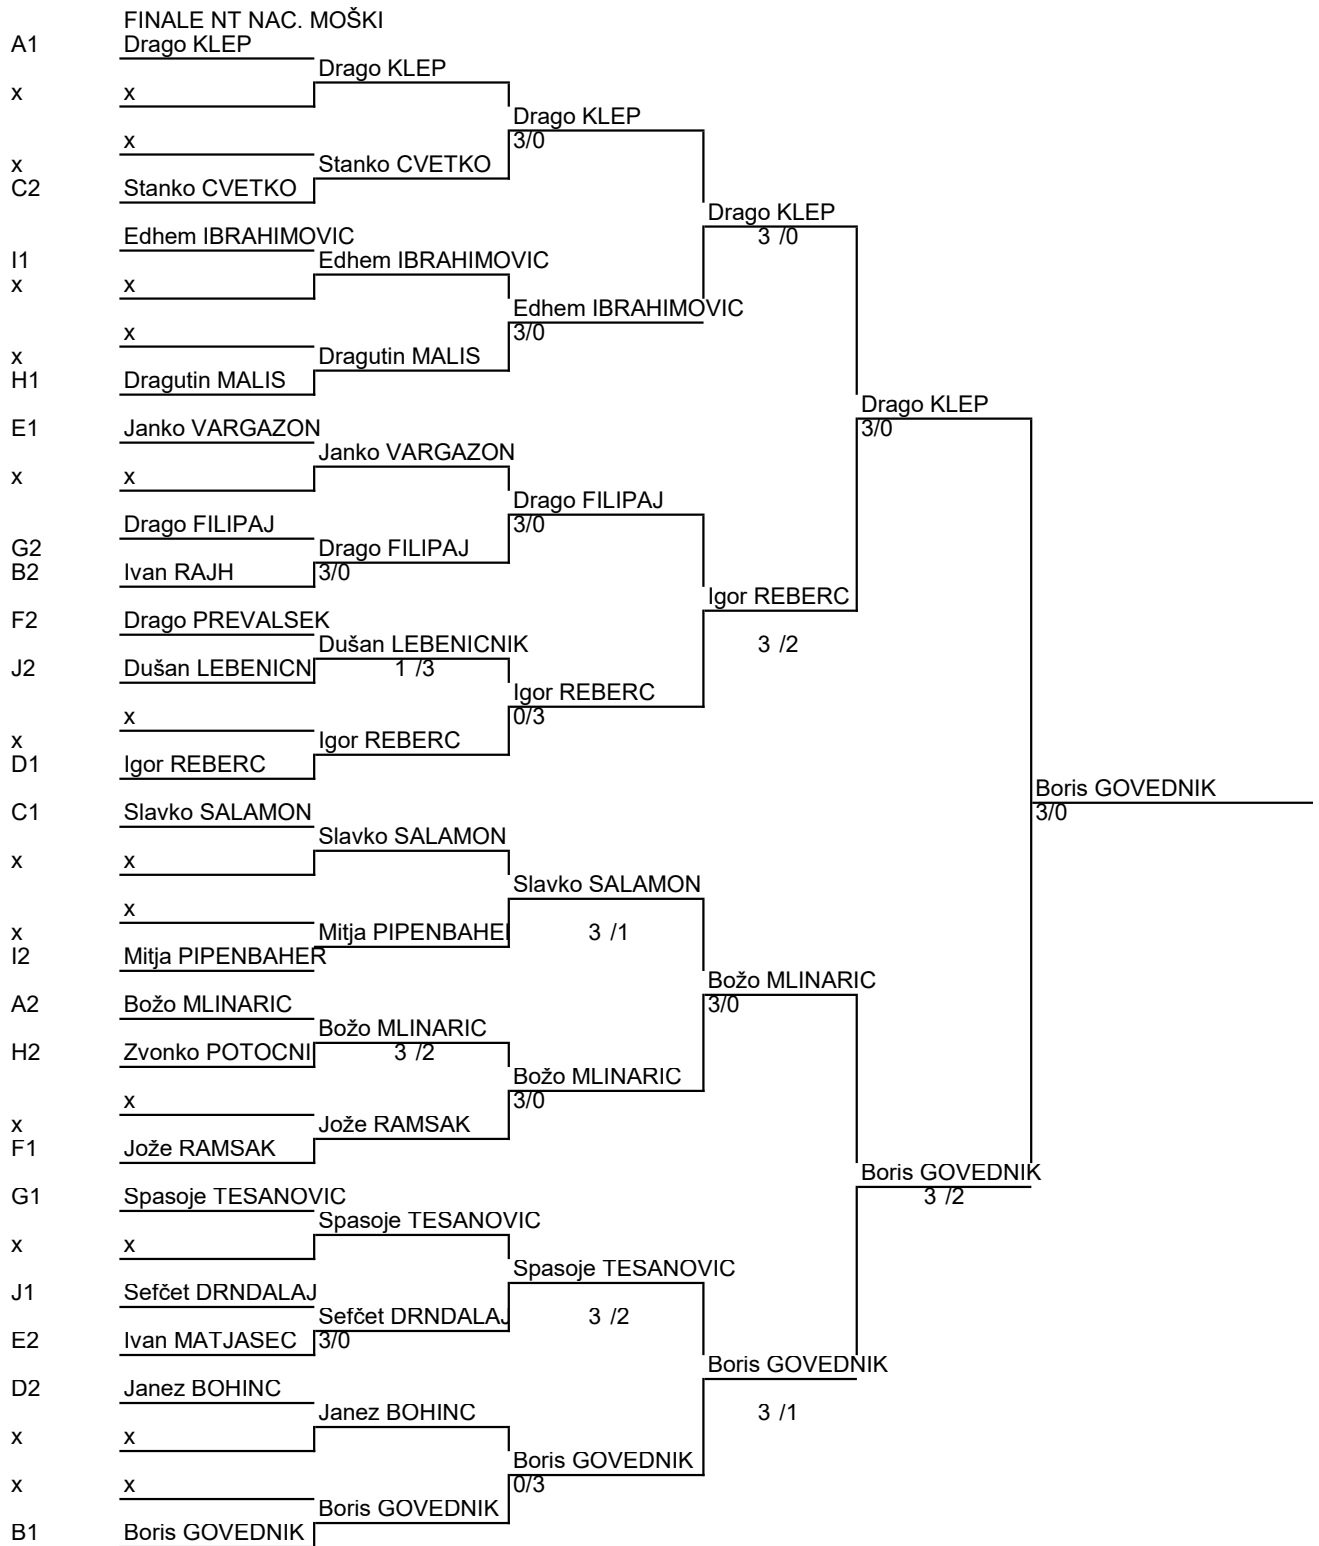 FINALE NT NAC. MOŠKI
A1 Drago KLEP
Drago KLEP
x x
Drago KLEP
x 3/0
x Stanko CVETKO
C2 Stanko CVETKO
Drago KLEP
Edhem IBRAHIMOVIC 3 /0
I1 Edhem IBRAHIMOVIC
x x
Edhem IBRAHIMOVIC
x 3/0
x Dragutin MALIS
H1 Dragutin MALIS
Drago KLEP
E1 Janko VARGAZON 3/0
Janko VARGAZON
x x
Drago FILIPAJ
Drago FILIPAJ 3/0
G2 Drago FILIPAJ
B2 Ivan RAJH 3/0
Igor REBERC
F2 Drago PREVALSEK
Dušan LEBENICNIK 3 /2
J2 Dušan LEBENICN 1 /3
Igor REBERC
x 0/3
x Igor REBERC
D1 Igor REBERC
Boris GOVEDNIK
C1 Slavko SALAMON 3/0
Slavko SALAMON
x x
Slavko SALAMON
x
x Mitja PIPENBAHE 3 /1
I2 Mitja PIPENBAHER
Božo MLINARIC
A2 Božo MLINARIC 3/0
Božo MLINARIC
H2 Zvonko POTOCNI 3 /2
Božo MLINARIC
x 3/0
x Jože RAMSAK
F1 Jože RAMSAK
Boris GOVEDNIK
G1 Spasoje TESANOVIC 3 /2
Spasoje TESANOVIC
x x
Spasoje TESANOVIC
J1 Sefčet DRNDALAJ
Sefčet DRNDALAJ 3 /2
E2 Ivan MATJASEC 3/0
Boris GOVEDNIK
D2 Janez BOHINC
Janez BOHINC 3 /1
x x
Boris GOVEDNIK
x x 0/3
Boris GOVEDNIK
B1 Boris GOVEDNIK